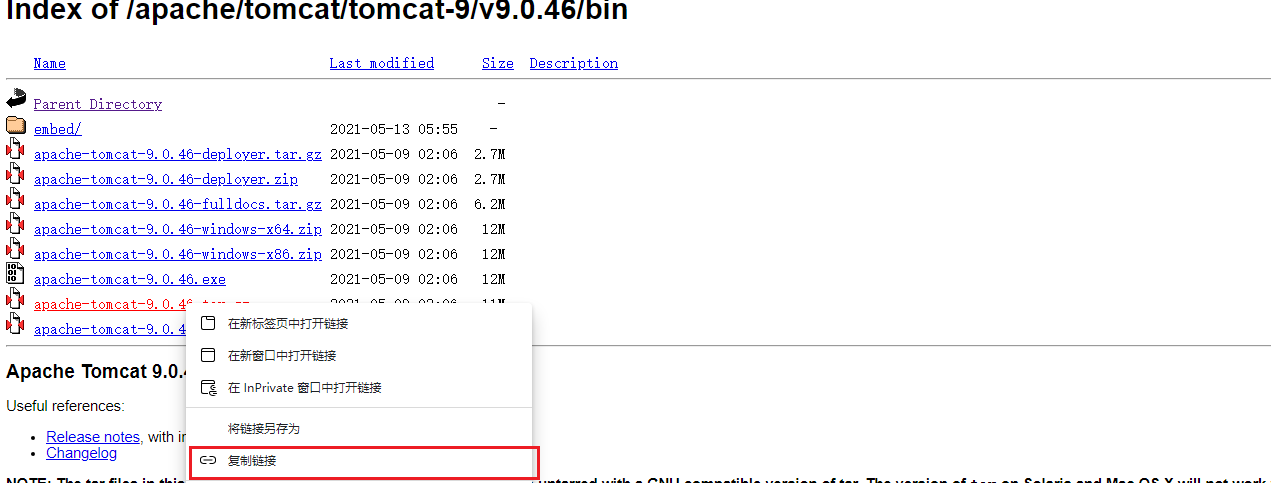 Index of /apache/tomcat/tomcat-9/v9.0.46/bin
Name Last modified Size Description
Parent Directory -
embed/ 2021-05-13 05:55 -
apache-tomcat-9.0.46-deployer.tar.gz 2021-05-09 02:06 2.7M
apache-tomcat-9.0.46-deployer.zip 2021-05-09 02:06 2.7M
apache-tomcat-9.0.46-fulldocs.tar.gz 2021-05-09 02:06 6.2M
apache-tomcat-9.0.46-windows-x64.zip 2021-05-09 02:06 12M
apache-tomcat-9.0.46-windows-x86.zip 2021-05-09 02:06 12M
apache-tomcat-9.0.46.exe 2021-05-09 02:06 12M
apache-tomcat-9.0.46.tar.gz 2021-05-09 02:06 11M
apache-tomcat-9.0.4
在新标签页中打开链接
在新窗口中打开链接
在 InPrivate 窗口中打开链接
将链接另存为
复制链接
Apache Tomcat 9.0.4
Useful references:
Release notes, with
Changelog
NOTE: The tar files in this untarred with a GNU compatible version of tar. The version of tar on Solaris and Mac OS X will not work